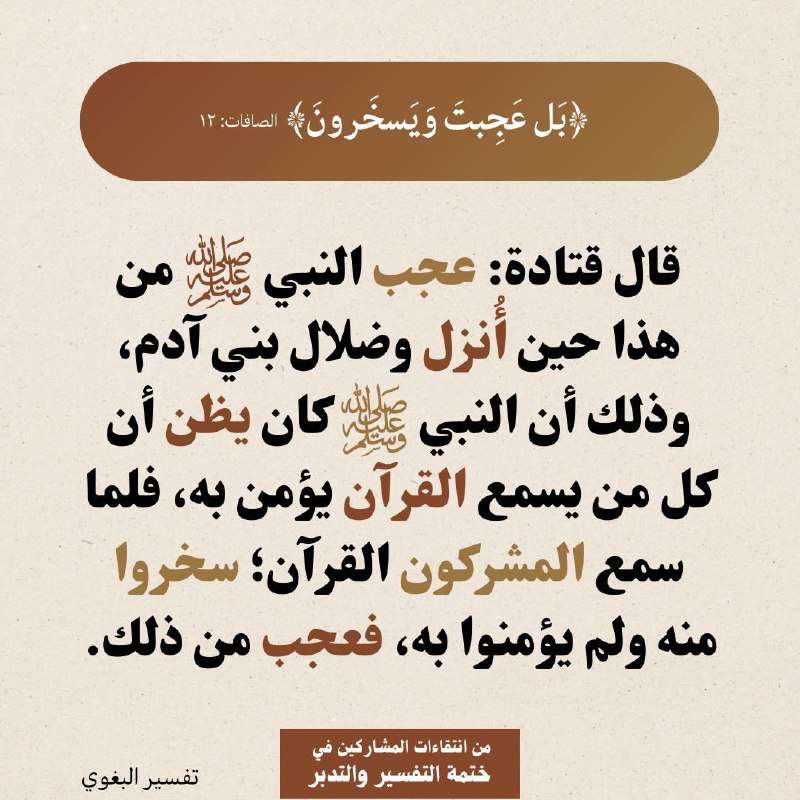 ﴿بَل عَجِبتَ وَيَسخَرونَ﴾ الصافات: ١٢
قال قتادة: عجب النبي ﷺ من
هذا حين أُنزل وضلال بني آدم،
وذلك أن النبي ﷺ كان يظن أن
كل من يسمع القرآن يؤمن به، فلما
سمع المشركون القرآن؛ سخروا
منه ولم يؤمنوا به، فعجب من ذلك.
من انتقاءات المشاركين في
ختمة التفسير والتدبر
تفسير البغوي